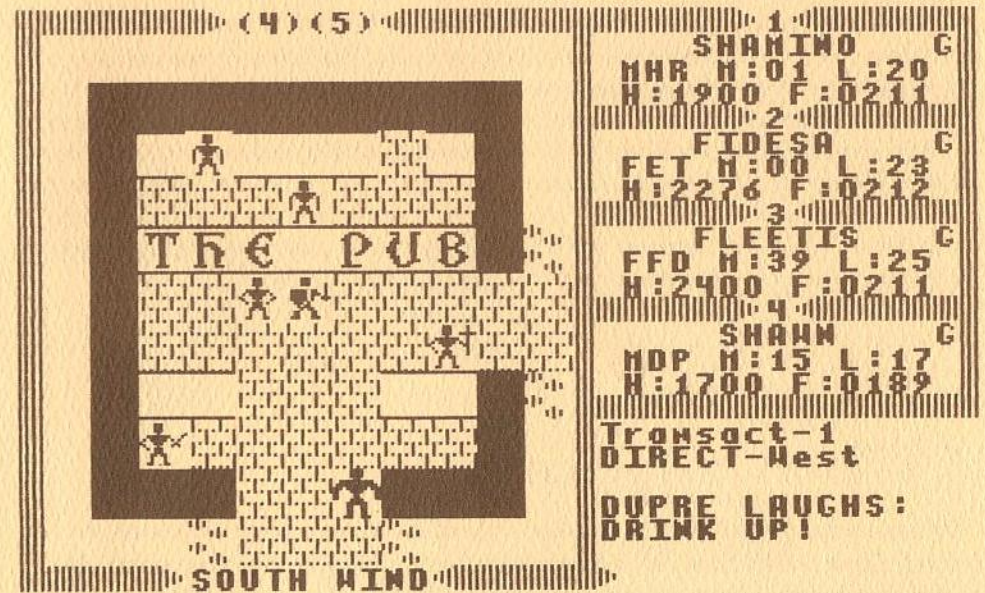 (4)(5)
THE PUB
SOUTH WIND
1
SHAMINO G
MHR M:01 L:20
H:1900 F:0211
2
FIDESA G
FET M:00 L:23
H:2276 F:0212
3
FLEETIS G
FFD M:39 L:25
H:2400 F:0211
4
SHAWN G
MDP M:15 L:17
H:1700 F:0189
Transact-1
DIRECT-West
DUPRE LAUGHS:
DRINK UP!